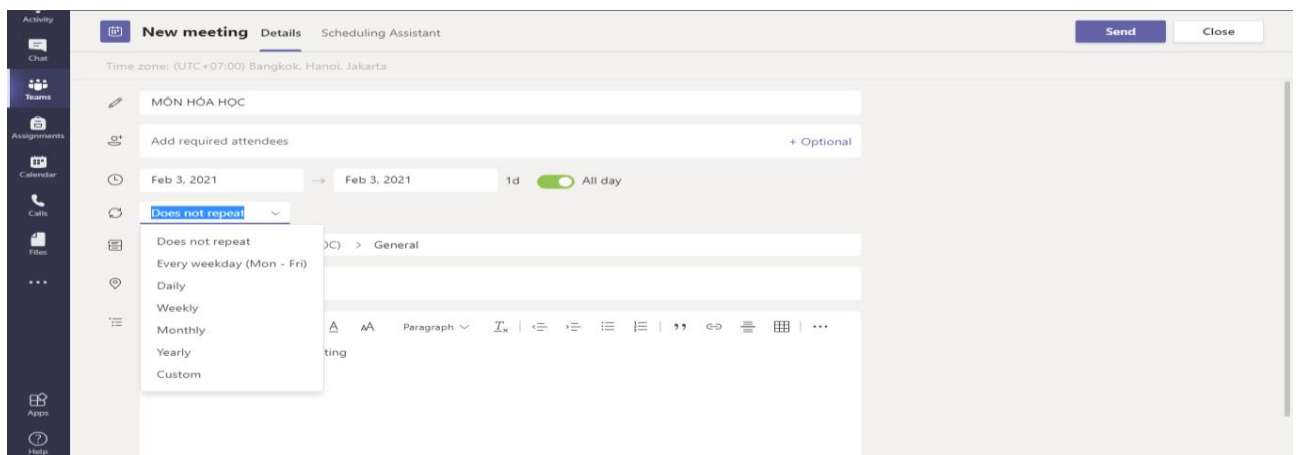 Activity
Chat
Teams
Assignments
Calendar
Calls
Files
Apps
Help
New meeting Details Scheduling Assistant Send Close
Time zone: (UTC+07:00) Bangkok, Hanoi, Jakarta
MÔN HÓA HỌC
Add required attendees + Optional
Feb 3, 2021 → Feb 3, 2021 1d All day
Does not repeat
Does not repeat
Every weekday (Mon - Fri)
Daily
Weekly
Monthly
Yearly
Custom
> General
Paragraph